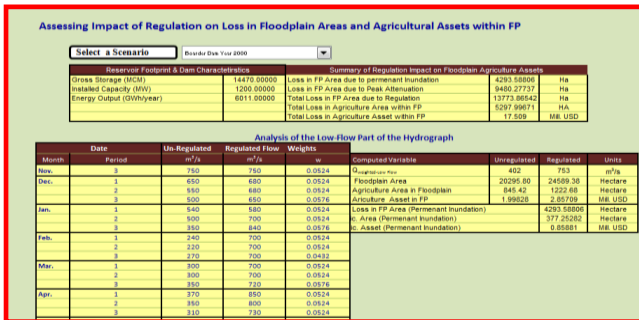 Assessing Impact of Regulation on Loss in Floodplain Areas and Agricultural Assets within FP
Select a Scenario Boarder Dam Year 2000
Reservoir Footprint & Dam Charactetirstics Summary of Regulation Impact on Floodplain Agriculture Assets
Gross Storage (MCM) 14470.00000 Loss in FP Area due to permenant Inundation 4293.58806 Ha
Installed Capacity (MW) 1200.00000 Loss in FP Area due to Peak Attenuation 9480.27737 Ha
Energy Output (GWh/year) 6011.00000 Total Loss in FP Area due to Regulation 13773.86542 Ha
Total Loss in Agriculture Area within FP 5297.99671 HA
Total Loss in Agriculture Asset within FP 17.509 Mill. USD
Analysis of the Low-Flow Part of the Hydrograph
Date Un-Regulated Regulated Flow Weights
Month Period m³/s m³/s w Computed Variable Unregulated Regulated Units
Nov. 3 750 750 0.0524 402 753 m³/s
Dec. 1 650 680 0.0524 Floodplain Area 20295.80 24589.38 Hectare
2 550 680 0.0524 Agriculture Area in Floodplain 845.42 1222.68 Hectare
3 500 650 0.0576 Ariculture Asset in FP 1.99828 2.85709 Mill. USD
Jan. 1 540 580 0.0524 Loss in FP Area (Permenant Inundation) 4293.58806 Hectare
2 500 700 0.0524 ic. Area (Permenant Inundation) 377.25282 Hectare
3 350 840 0.0576 ic. Asset (Permenant Inundation) 0.85881 Mill. USD
Feb. 1 240 700 0.0524
2 220 700 0.0524
3 270 700 0.0432
Mar. 1 300 700 0.0524
2 300 700 0.0524
3 350 720 0.0576
Apr. 1 370 850 0.0524
2 350 800 0.0524
3 310 730 0.0524